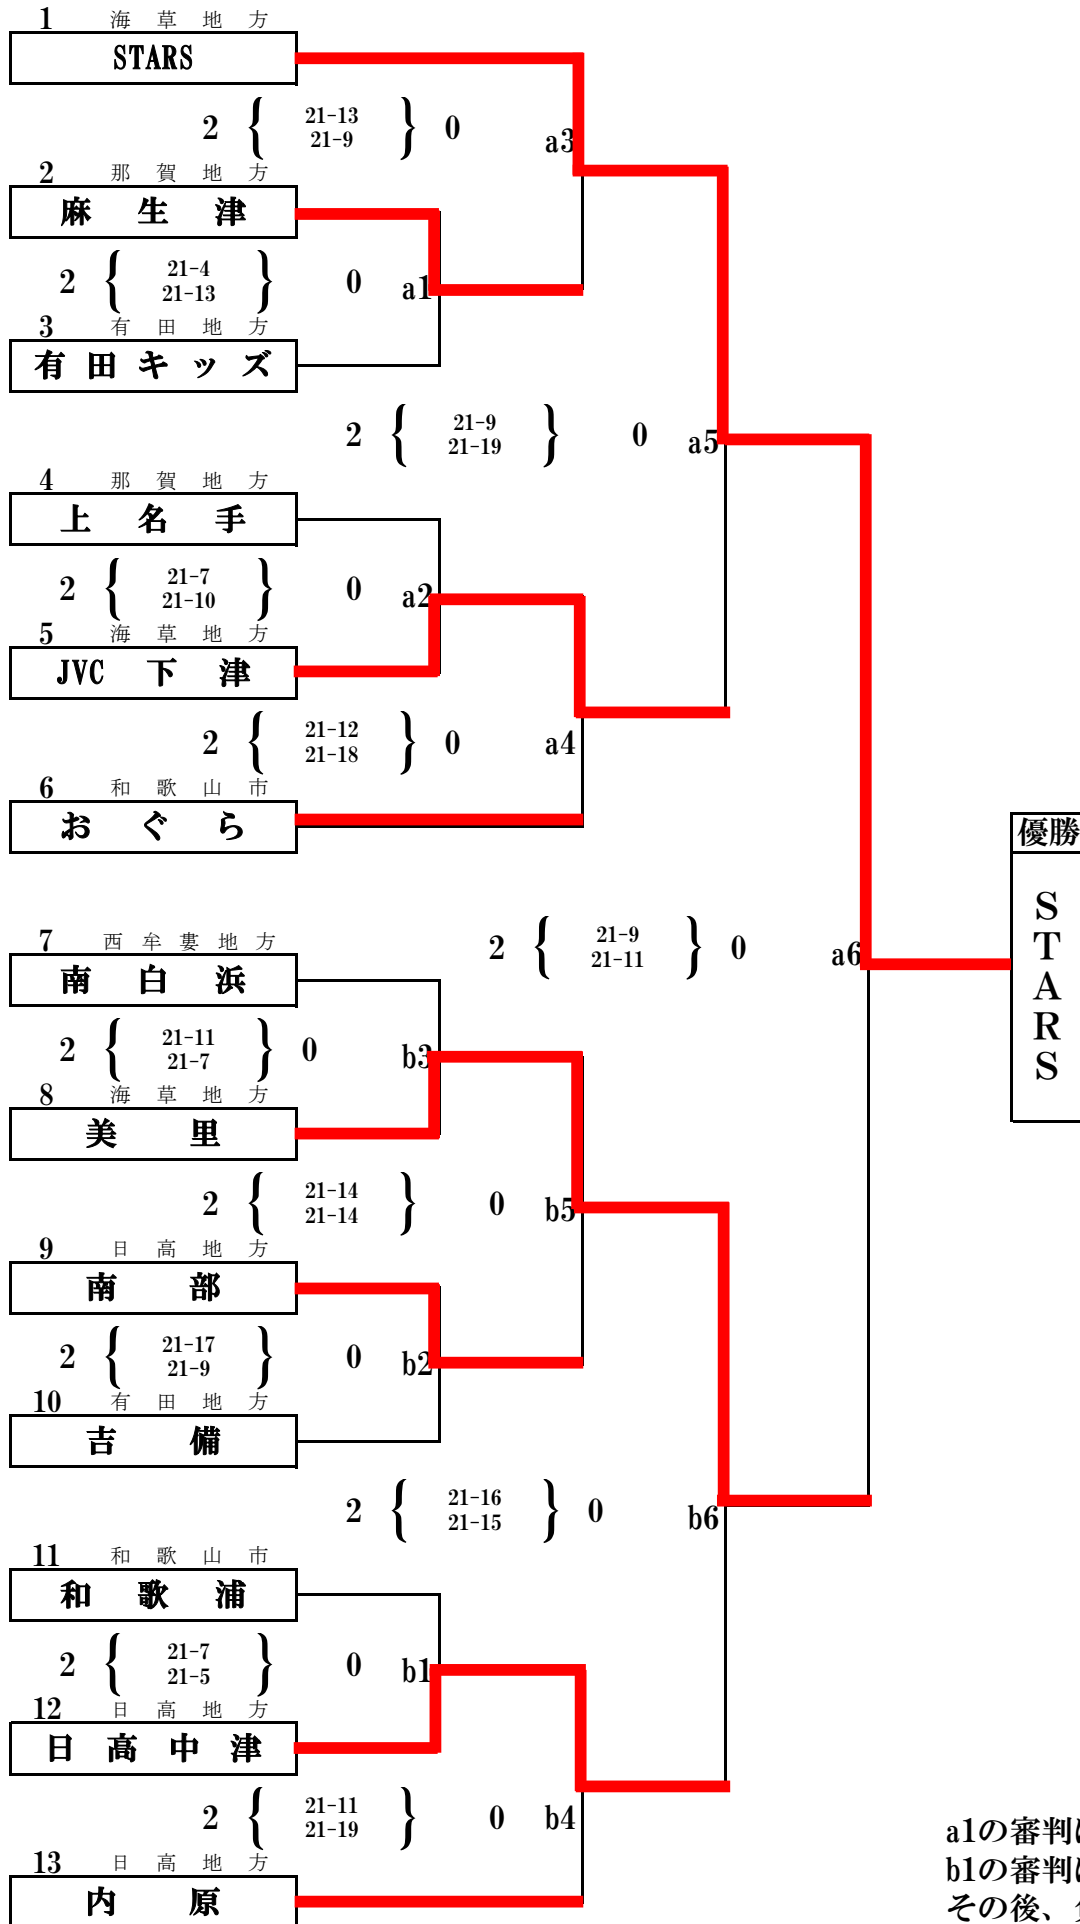 1 海草地方
STARS
2 { 21-13 21-9 } 0 a3
2 那賀地方
麻生津
2 { 21-4 21-13 } 0 a1
3 有田地方
有田キッズ
2 { 21-9 21-19 } 0 a5
4 那賀地方
上名手
2 { 21-7 21-10 } 0 a2
5 海草地方
JVC 下津
2 { 21-12 21-18 } 0 a4
6 和歌山市
おぐら
優勝
STARS
7 西牟婁地方
2 { 21-9 21-11 } 0 a6
南白浜
2 { 21-11 21-7 } 0 b3
8 海草地方
美里
2 { 21-14 21-14 } 0 b5
9 日高地方
南部
2 { 21-17 21-9 } 0 b2
10 有田地方
吉備
2 { 21-16 21-15 } 0 b6
11 和歌山市
和歌浦
2 { 21-7 21-5 } 0 b1
12 日高地方
日高中津
2 { 21-11 21-19 } 0 b4
13 日高地方
内原
a1の審判は
b1の審判は
その後、